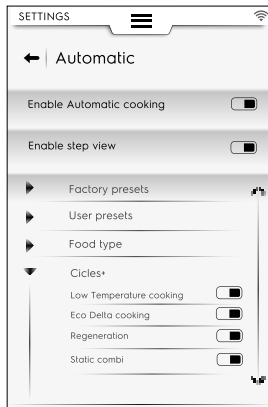 SETTINGS
Automatic
Enable Automatic cooking
Enable step view
Factory presets
User presets
Food type
Cicles+
Low Temperature cooking
Eco Delta cooking
Regeneration
Static combi